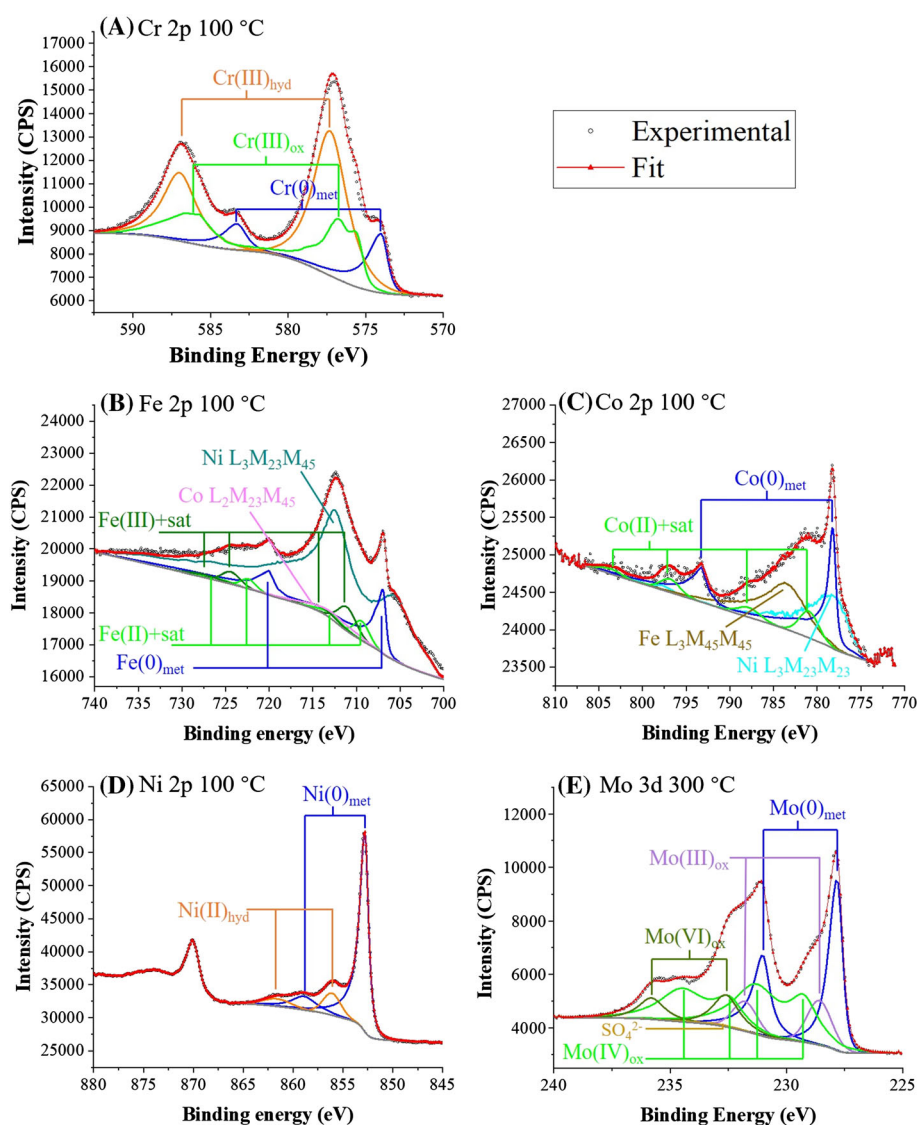 (A) Cr 2p 100 °C
17000
16000
15000
14000
13000
12000
11000
10000
9000
8000
7000
6000
Intensity (CPS)
Cr(III)hyd
Cr(III)ox
Cr(0)met
590 585 580 575 570
Binding Energy (eV)
Experimental
Fit
(B) Fe 2p 100 °C
24000
22000
20000
18000
16000
Intensity (CPS)
Ni L3M23M45
Co L2M23M45
Fe(III)+sat
Fe(II)+sat
Fe(0)met
740 735 730 725 720 715 710 705 700
Binding energy (eV)
(C) Co 2p 100 °C
27000
26500
26000
25500
25000
24500
24000
23500
Intensity (CPS)
Co(0)met
Co(II)+sat
Fe L3M45M45
Ni L3M23M23
810 805 800 795 790 785 780 775 770
Binding Energy (eV)
(D) Ni 2p 100 °C
65000
60000
55000
50000
45000
40000
35000
30000
25000
Intensity (CPS)
Ni(0)met
Ni(II)hyd
880 875 870 865 860 855 850 845
Binding energy (eV)
(E) Mo 3d 300 °C
12000
10000
8000
6000
4000
Intensity (CPS)
Mo(0)met
Mo(III)ox
Mo(VI)ox
SO4 2-
Mo(IV)ox
240 235 230 225
Binding Energy (eV)